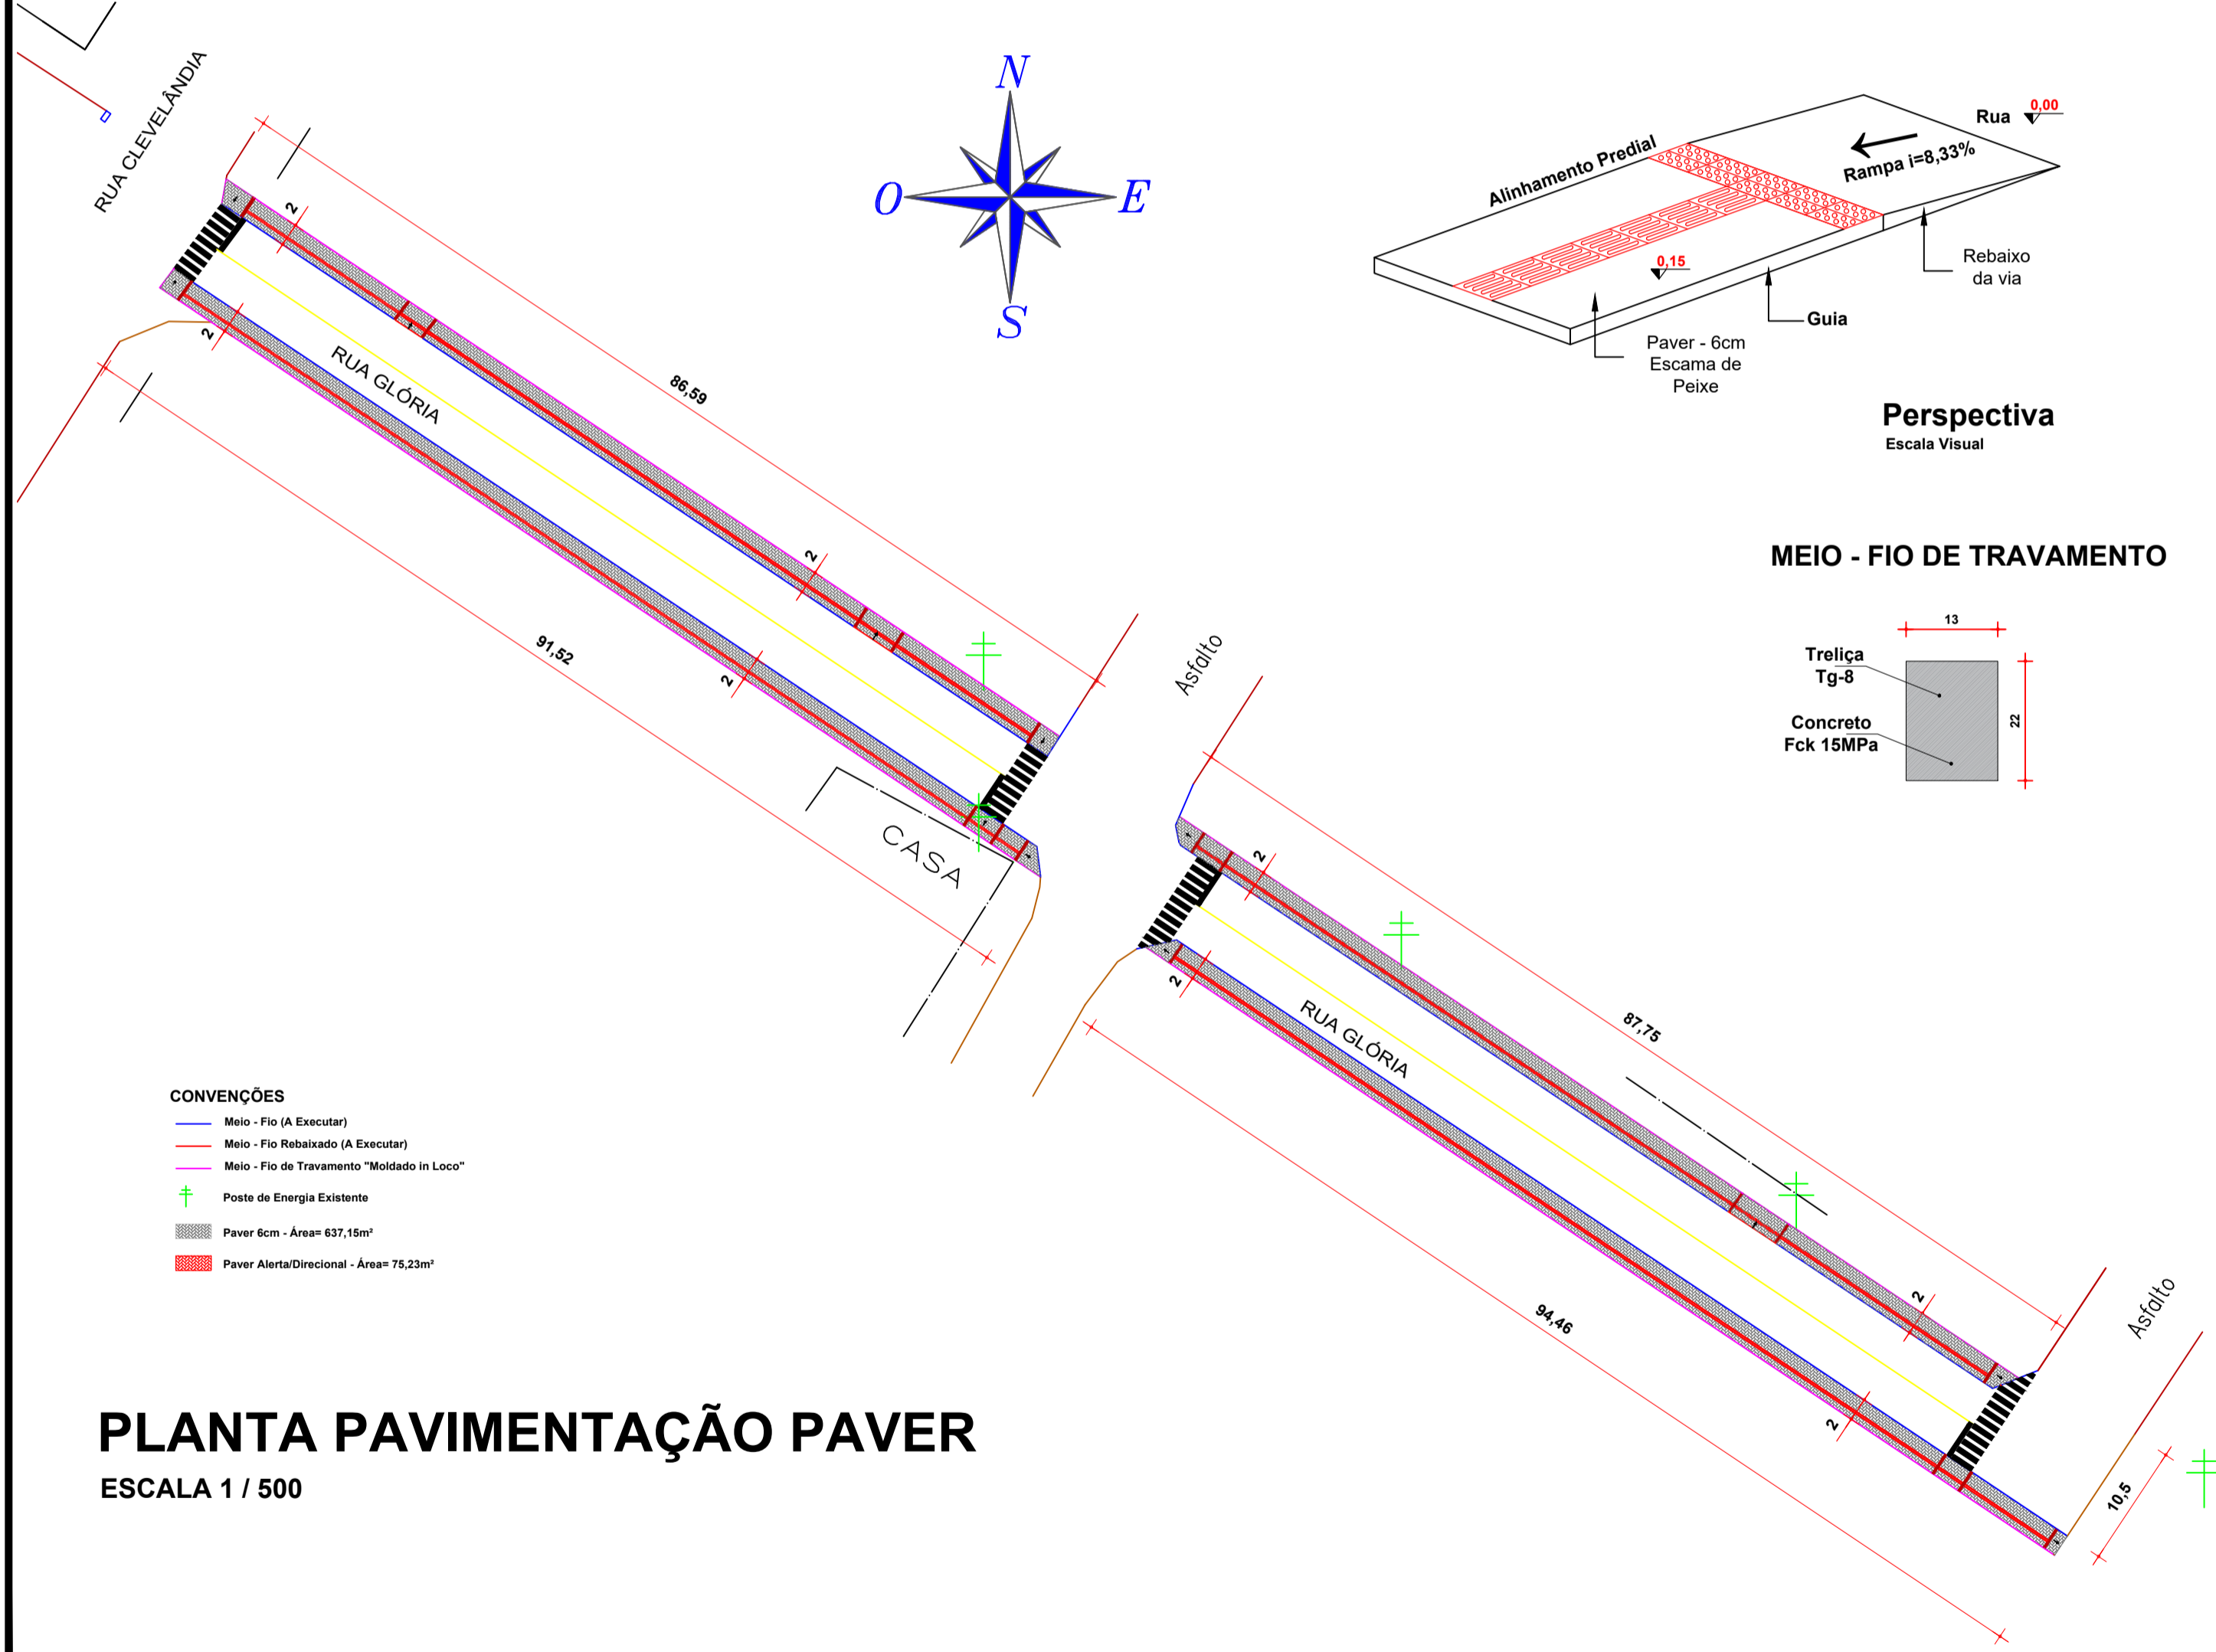 RUA CLEVELÂNDIA
N
O
E
S
2
2
RUA GLÓRIA
86,59
91,52
2
2
CASA
Asfalto
Alinhamento Predial
Rua
0,00
Rampa i=8,33%
0,15
Rebaixo
da via
Guia
Paver - 6cm
Escama de
Peixe
Perspectiva
Escala Visual
MEIO - FIO DE TRAVAMENTO
13
Treliça
Tg-8
22
Concreto
Fck 15MPa
2
2
RUA GLÓRIA
87,75
94,46
2
2
Asfalto
10,5
CONVENÇÕES
Meio - Fio (A Executar)
Meio - Fio Rebaixado (A Executar)
Meio - Fio de Travamento "Moldado in Loco"
Poste de Energia Existente
Paver 6cm - Área= 637,15m²
Paver Alerta/Direcional - Área= 75,23m²
PLANTA PAVIMENTAÇÃO PAVER
ESCALA 1 / 500